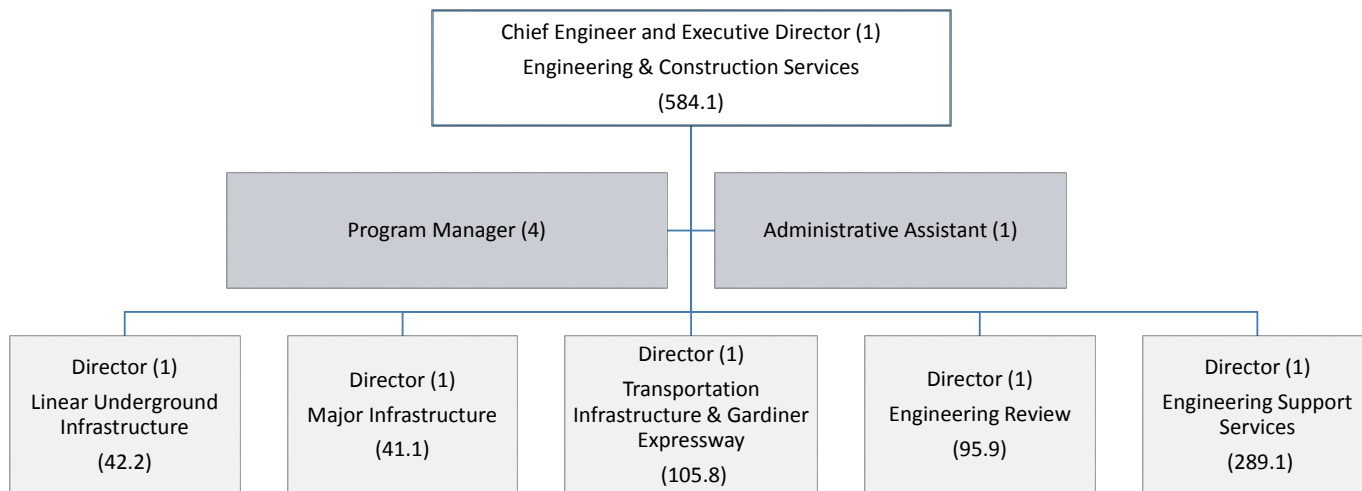 Chief Engineer and Executive Director (1)
Engineering & Construction Services
(584.1)
Program Manager (4)
Administrative Assistant (1)
Director (1)
Linear Underground
Infrastructure
(42.2)
Director (1)
Major Infrastructure
(41.1)
Director (1)
Transportation
Infrastructure & Gardiner
Expressway
(105.8)
Director (1)
Engineering Review
(95.9)
Director (1)
Engineering Support
Services
(289.1)